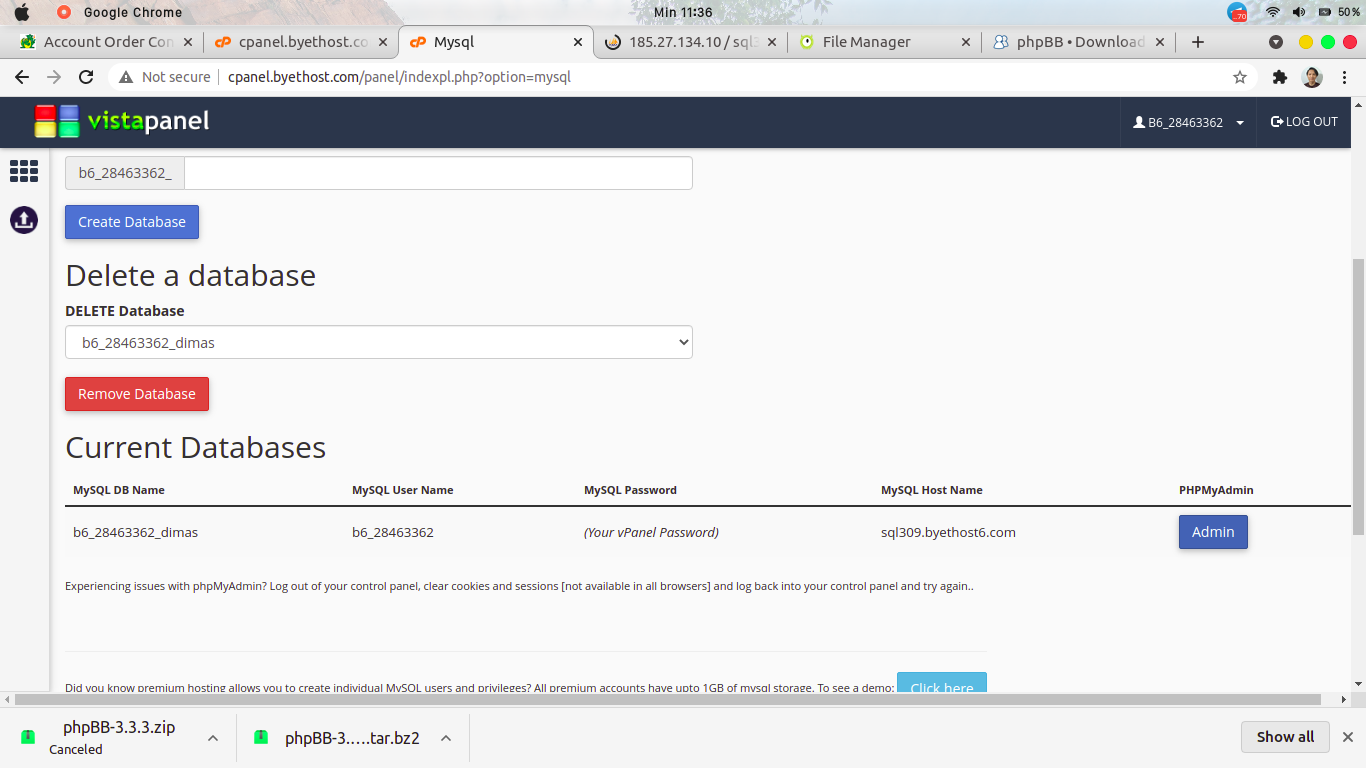 Google Chrome
Min 11:36
70
50%
Account Order Con
cpanel.byethost.co
Mysql
185.27.134.10 / sql3
File Manager
phpBB • Download
Not secure
cpanel.byethost.com/panel/indexpl.php?option=mysql
vistapanel
B6_28463362
LOG OUT
b6_28463362_
Create Database
Delete a database
DELETE Database
b6_28463362_dimas
Remove Database
Current Databases
MySQL DB Name MySQL User Name MySQL Password MySQL Host Name PHPMyAdmin
b6_28463362_dimas b6_28463362 (Your vPanel Password) sql309.byethost6.com Admin
Experiencing issues with phpMyAdmin? Log out of your control panel, clear cookies and sessions [not available in all browsers] and log back into your control panel and try again..
Did you know premium hosting allows you to create individual MySQL users and privileges? All premium accounts have upto 1GB of mysql storage. To see a demo: Click here
phpBB-3.3.3.zip
Canceled
phpBB-3.....tar.bz2
Show all